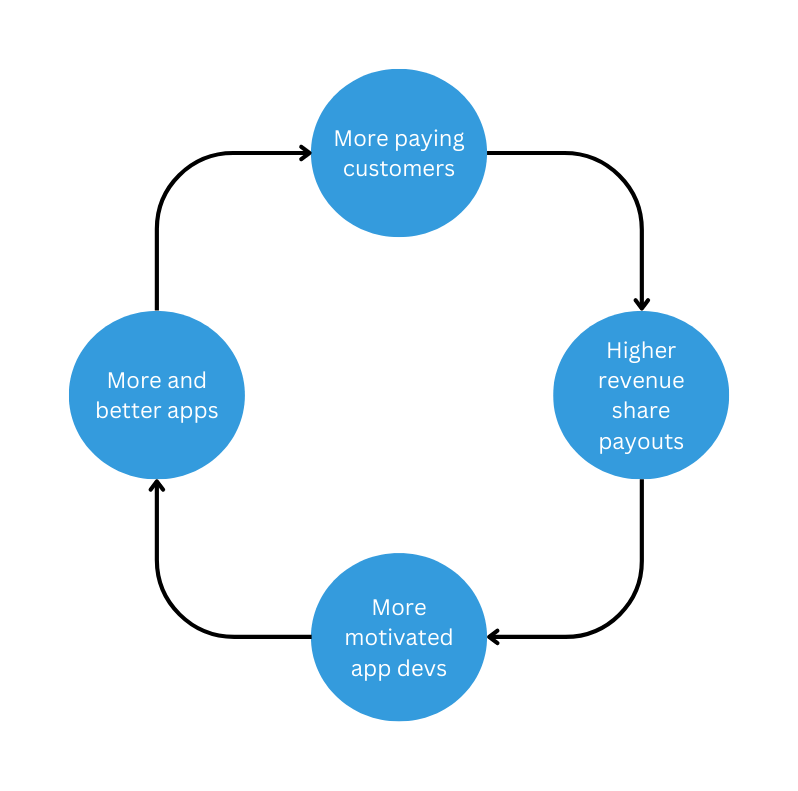 More paying
customers
Higher
revenue
share
payouts
More
motivated
app devs
More and
better apps